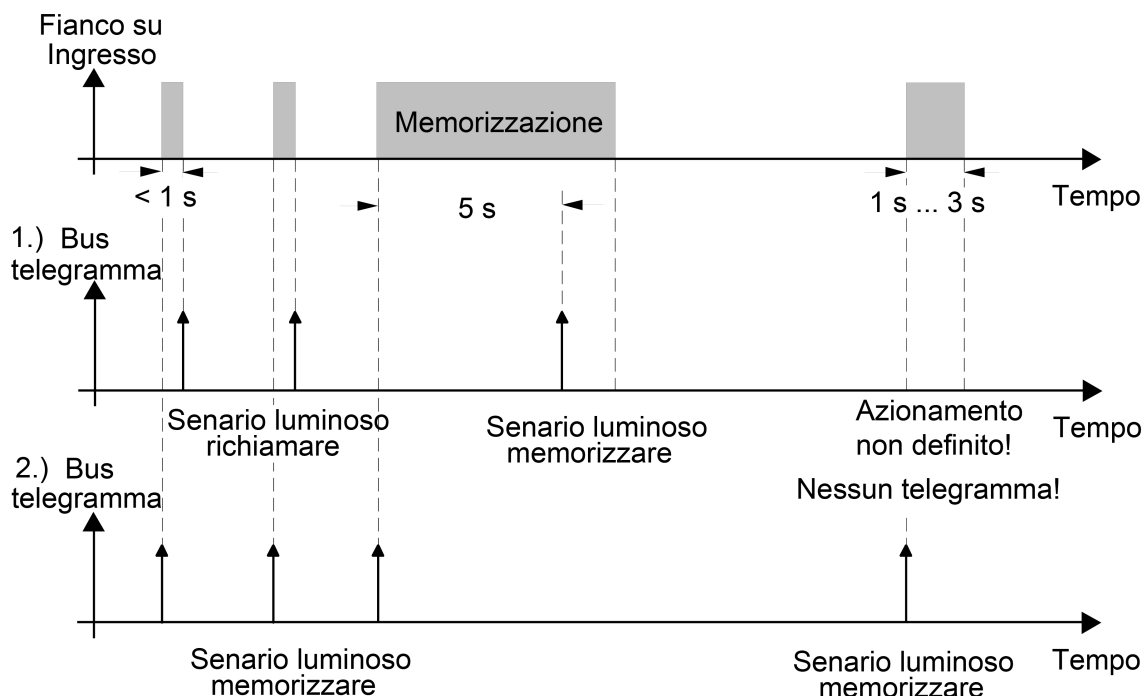 Fianco su
Ingresso
Memorizzazione
< 1 s
5 s
1 s ... 3 s
Tempo
1.) Bus
telegramma
Senario luminoso
richiamare
Senario luminoso
memorizzare
Azionamento
non definito!
Tempo
Nessun telegramma!
2.) Bus
telegramma
Senario luminoso
memorizzare
Senario luminoso
memorizzare
Tempo